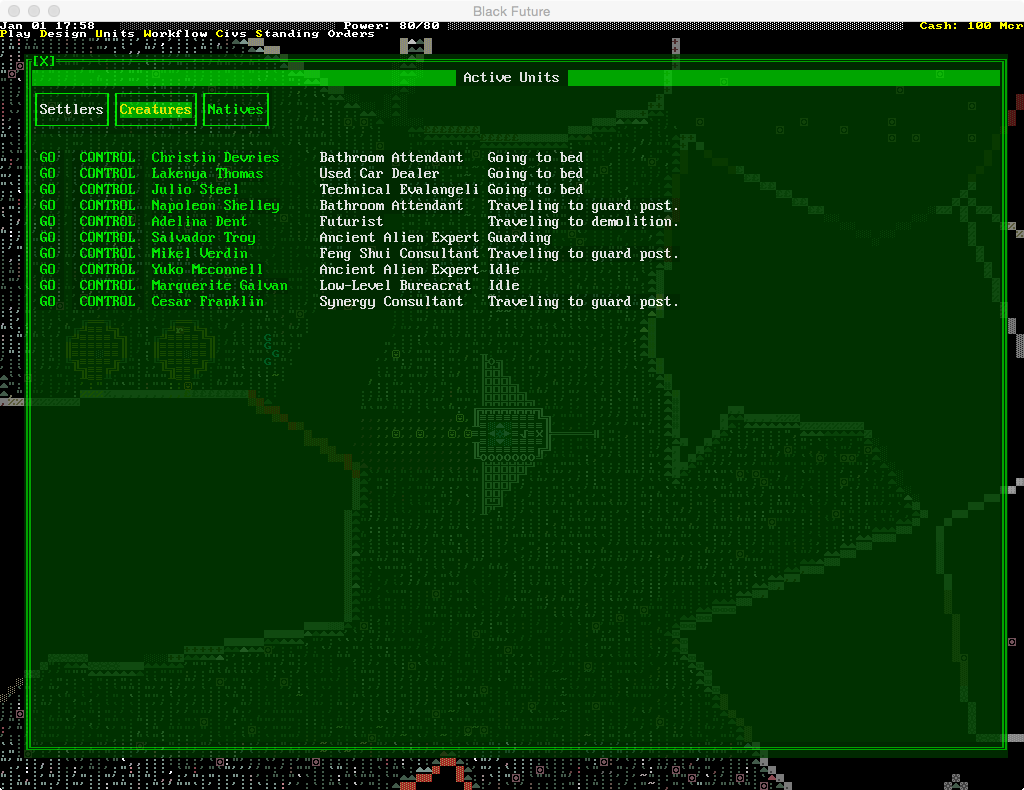 Black Future
Jan 01 17:58 Power: 80/80 Cash: 100 Mcr
Play Design Units Workflow Civs Standing Orders
[X]
Active Units
Settlers Creatures Natives
GO CONTROL Christin Devries Bathroom Attendant Going to bed
GO CONTROL Lakenya Thomas Used Car Dealer Going to bed
GO CONTROL Julio Steel Technical Evalangeli Going to bed
GO CONTROL Napoleon Shelley Bathroom Attendant Traveling to guard post.
GO CONTROL Adelina Dent Futurist Traveling to demolition.
GO CONTROL Salvador Troy Ancient Alien Expert Guarding
GO CONTROL Mikel Verdin Feng Shui Consultant Traveling to guard post.
GO CONTROL Yuko Mcconnell Ancient Alien Expert Idle
GO CONTROL Marguerite Galvan Low-Level Bureacrat Idle
GO CONTROL Cesar Franklin Synergy Consultant Traveling to guard post.